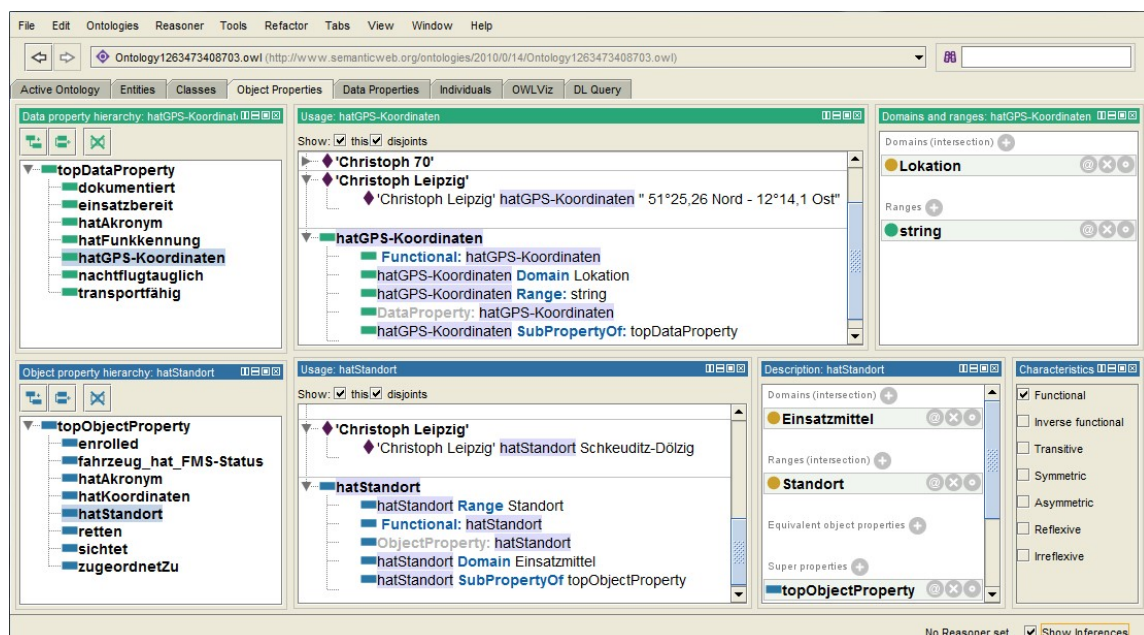 File Edit Ontologies Reasoner Tools Refactor Tabs View Window Help
Ontology1263473408703.owl (http://www.semanticweb.org/ontologies/2010/0/14/Ontology1263473408703.owl)
Active Ontology Entities Classes Object Properties Data Properties Individuals OWLViz DL Query
Data property hierarchy: hatGPS-Koordinat
topDataProperty
dokumentiert
einsatzbereit
hatAkronym
hatFunkkennung
hatGPS-Koordinaten
nachtflugtauglich
transportfähig
Usage: hatGPS-Koordinaten
Show: this disjoints
'Christoph 70'
'Christoph Leipzig'
'Christoph Leipzig' hatGPS-Koordinaten " 51°25,26 Nord - 12°14,1 Ost"
hatGPS-Koordinaten
Functional: hatGPS-Koordinaten
hatGPS-Koordinaten Domain Lokation
hatGPS-Koordinaten Range: string
DataProperty: hatGPS-Koordinaten
hatGPS-Koordinaten SubPropertyOf: topDataProperty
Domains and ranges: hatGPS-Koordinaten
Domains (intersection)
Lokation
Ranges
string
Object property hierarchy: hatStandort
topObjectProperty
enrolled
fahrzeug_hat_FMS-Status
hatAkronym
hatKoordinaten
hatStandort
retten
sichtet
zugeordnetZu
Usage: hatStandort
Show: this disjoints
'Christoph Leipzig'
'Christoph Leipzig' hatStandort Schkeuditz-Dölzig
hatStandort
hatStandort Range Standort
Functional: hatStandort
ObjectProperty: hatStandort
hatStandort Domain Einsatzmittel
hatStandort SubPropertyOf topObjectProperty
Description: hatStandort
Domains (intersection)
Einsatzmittel
Ranges (intersection)
Standort
Equivalent object properties
Super properties
topObjectProperty
Characteristics
Functional
Inverse functional
Transitive
Symmetric
Asymmetric
Reflexive
Irreflexive
No Reasoner set Show Inferences